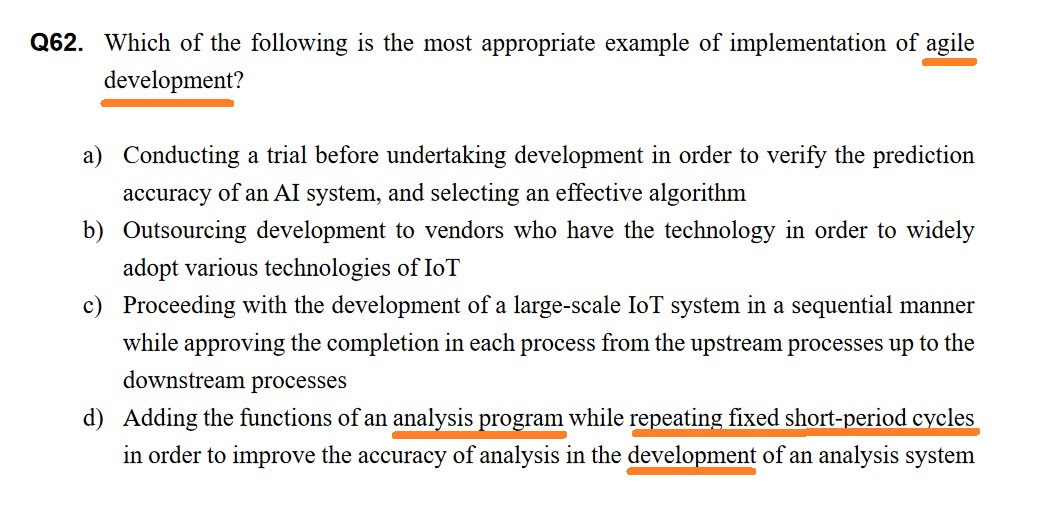 Q62. Which of the following is the most appropriate example of implementation of agile
development?
a) Conducting a trial before undertaking development in order to verify the prediction
accuracy of an AI system, and selecting an effective algorithm
b) Outsourcing development to vendors who have the technology in order to widely
adopt various technologies of IoT
c) Proceeding with the development of a large-scale IoT system in a sequential manner
while approving the completion in each process from the upstream processes up to the
downstream processes
d) Adding the functions of an analysis program while repeating fixed short-period cycles
in order to improve the accuracy of analysis in the development of an analysis system